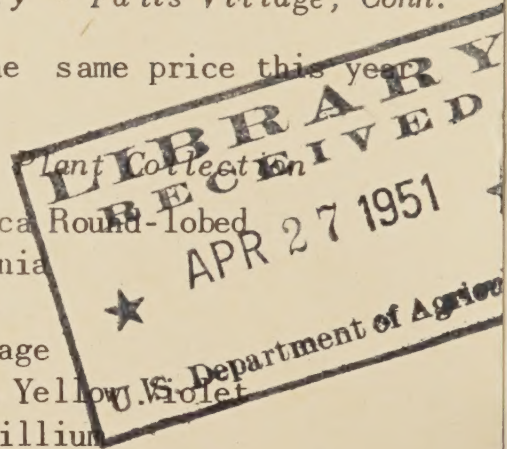 Falls Village, Conn.
same price this year
Plant Collection
Round-lobed
LIBRARY
RECEIVED
★ APR 27 1951
U.S. Department of
Yellow Violet